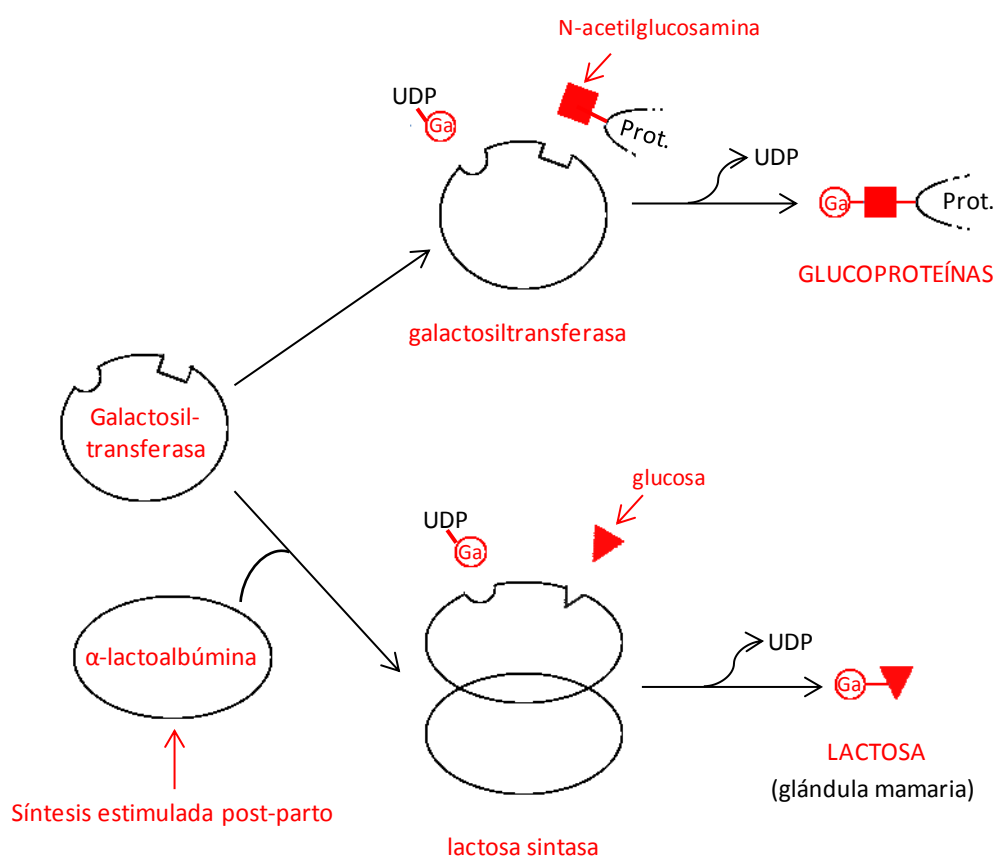 N-acetilglucosamina
UDP
Ga
Prot.
UDP
Ga
Prot.
GLUCOPROTEÍNAS
galactosiltransferasa
Galactosil-
transferasa
glucosa
UDP
Ga
α-lactoalbúmina
UDP
Ga
LACTOSA
(glándula mamaria)
Síntesis estimulada post-parto
lactosa sintasa